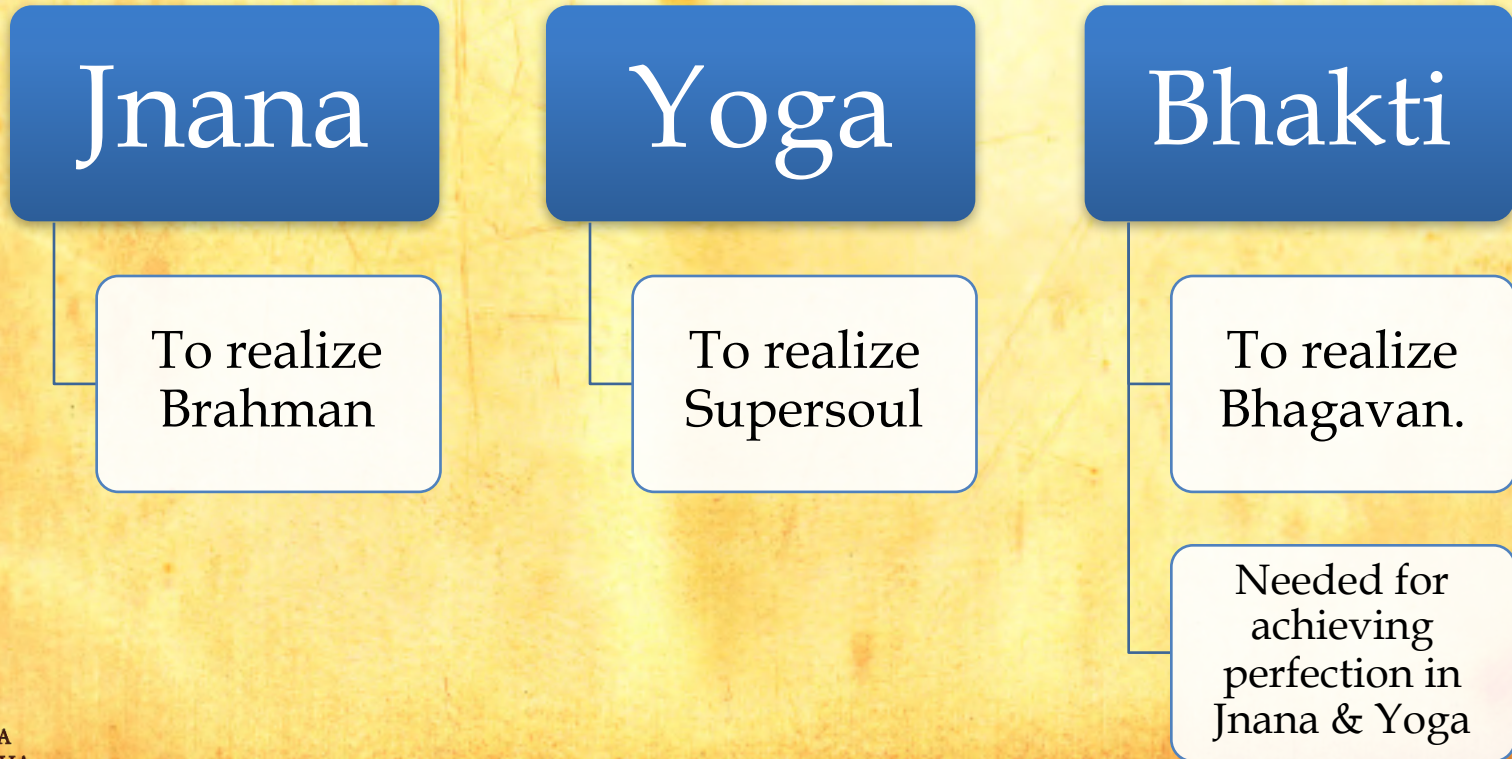 Jnana
To realize
Brahman
Yoga
To realize
Supersoul
Bhakti
To realize
Bhagavan.
Needed for
achieving
perfection in
Jnana & Yoga